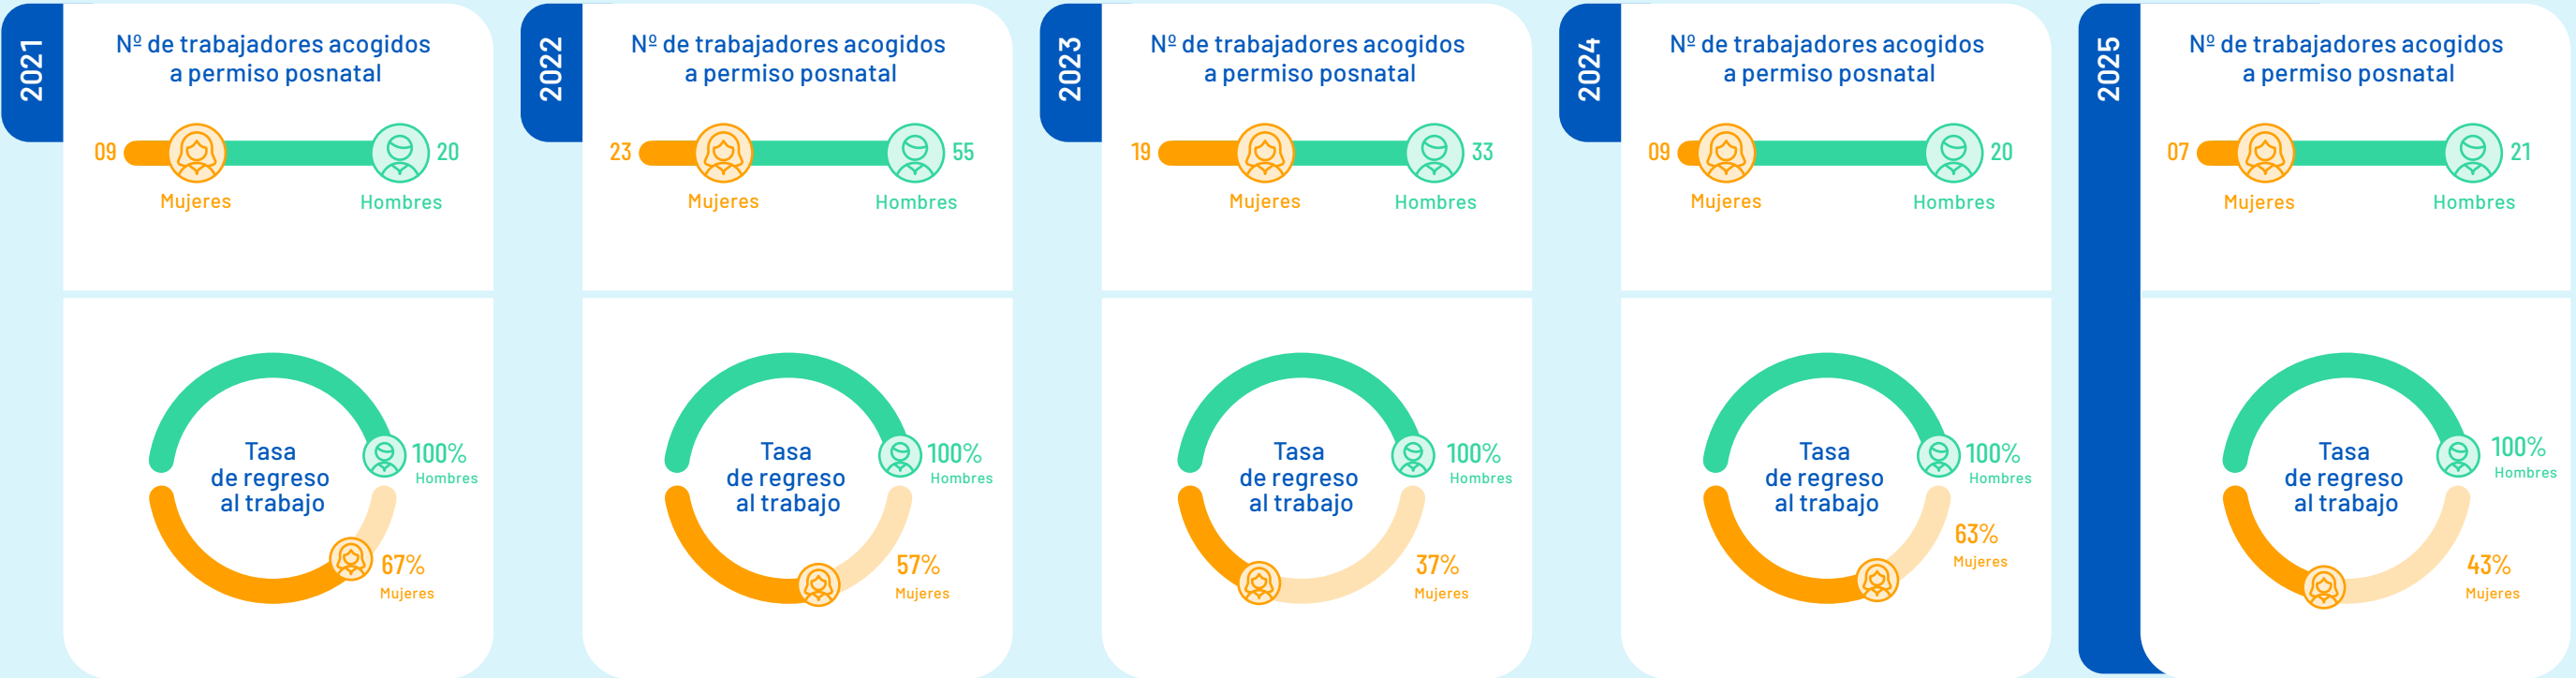 2021
Nº de trabajadores acogidos
a permiso posnatal
09
20
Mujeres
Hombres
Tasa
de regreso
al trabajo
100%
Hombres
67%
Mujeres
2022
Nº de trabajadores acogidos
a permiso posnatal
23
55
Mujeres
Hombres
Tasa
de regreso
al trabajo
100%
Hombres
57%
Mujeres
2023
Nº de trabajadores acogidos
a permiso posnatal
19
33
Mujeres
Hombres
Tasa
de regreso
al trabajo
100%
Hombres
37%
Mujeres
2024
Nº de trabajadores acogidos
a permiso posnatal
09
20
Mujeres
Hombres
Tasa
de regreso
al trabajo
100%
Hombres
63%
Mujeres
2025
Nº de trabajadores acogidos
a permiso posnatal
07
21
Mujeres
Hombres
Tasa
de regreso
al trabajo
100%
Hombres
43%
Mujeres